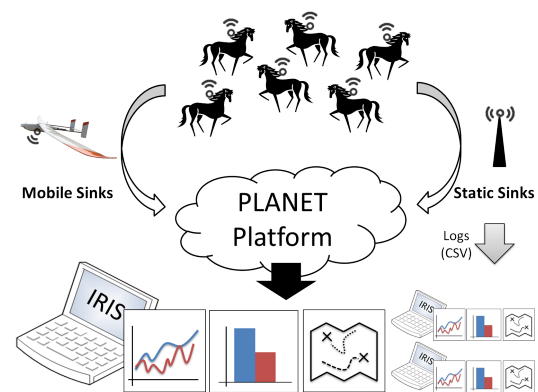 Mobile Sinks
Static Sinks
PLANET
Platform
Logs
(CSV)
IRIS
IRIS
IRIS